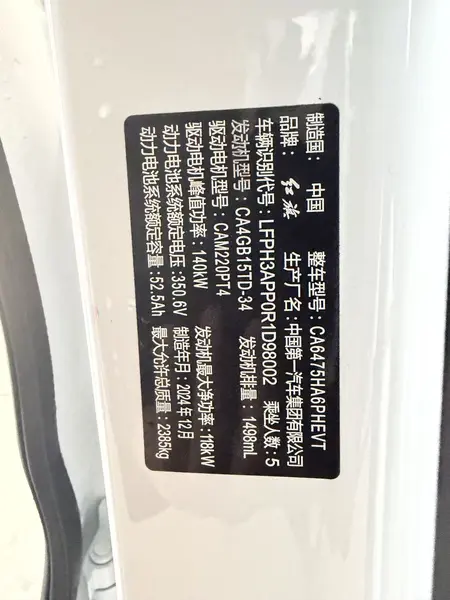 制造国： 中国 整车型号：CA6475HA6PHEVT
品牌： 红旗 生产厂名：中国第一汽车集团有限公司
车辆识别代号：LFPH3APP0R1D98002 乘坐人数：5
发动机型号：CA4GB15TD-34 发动机排量：1498mL
驱动电机型号：CAM220PT4
驱动电机峰值功率：140kW 发动机最大净功率：118kW
动力电池系统额定电压：350.6V 制造年月：2024年12月
动力电池系统额定容量：52.5Ah 最大允许总质量：2385kg